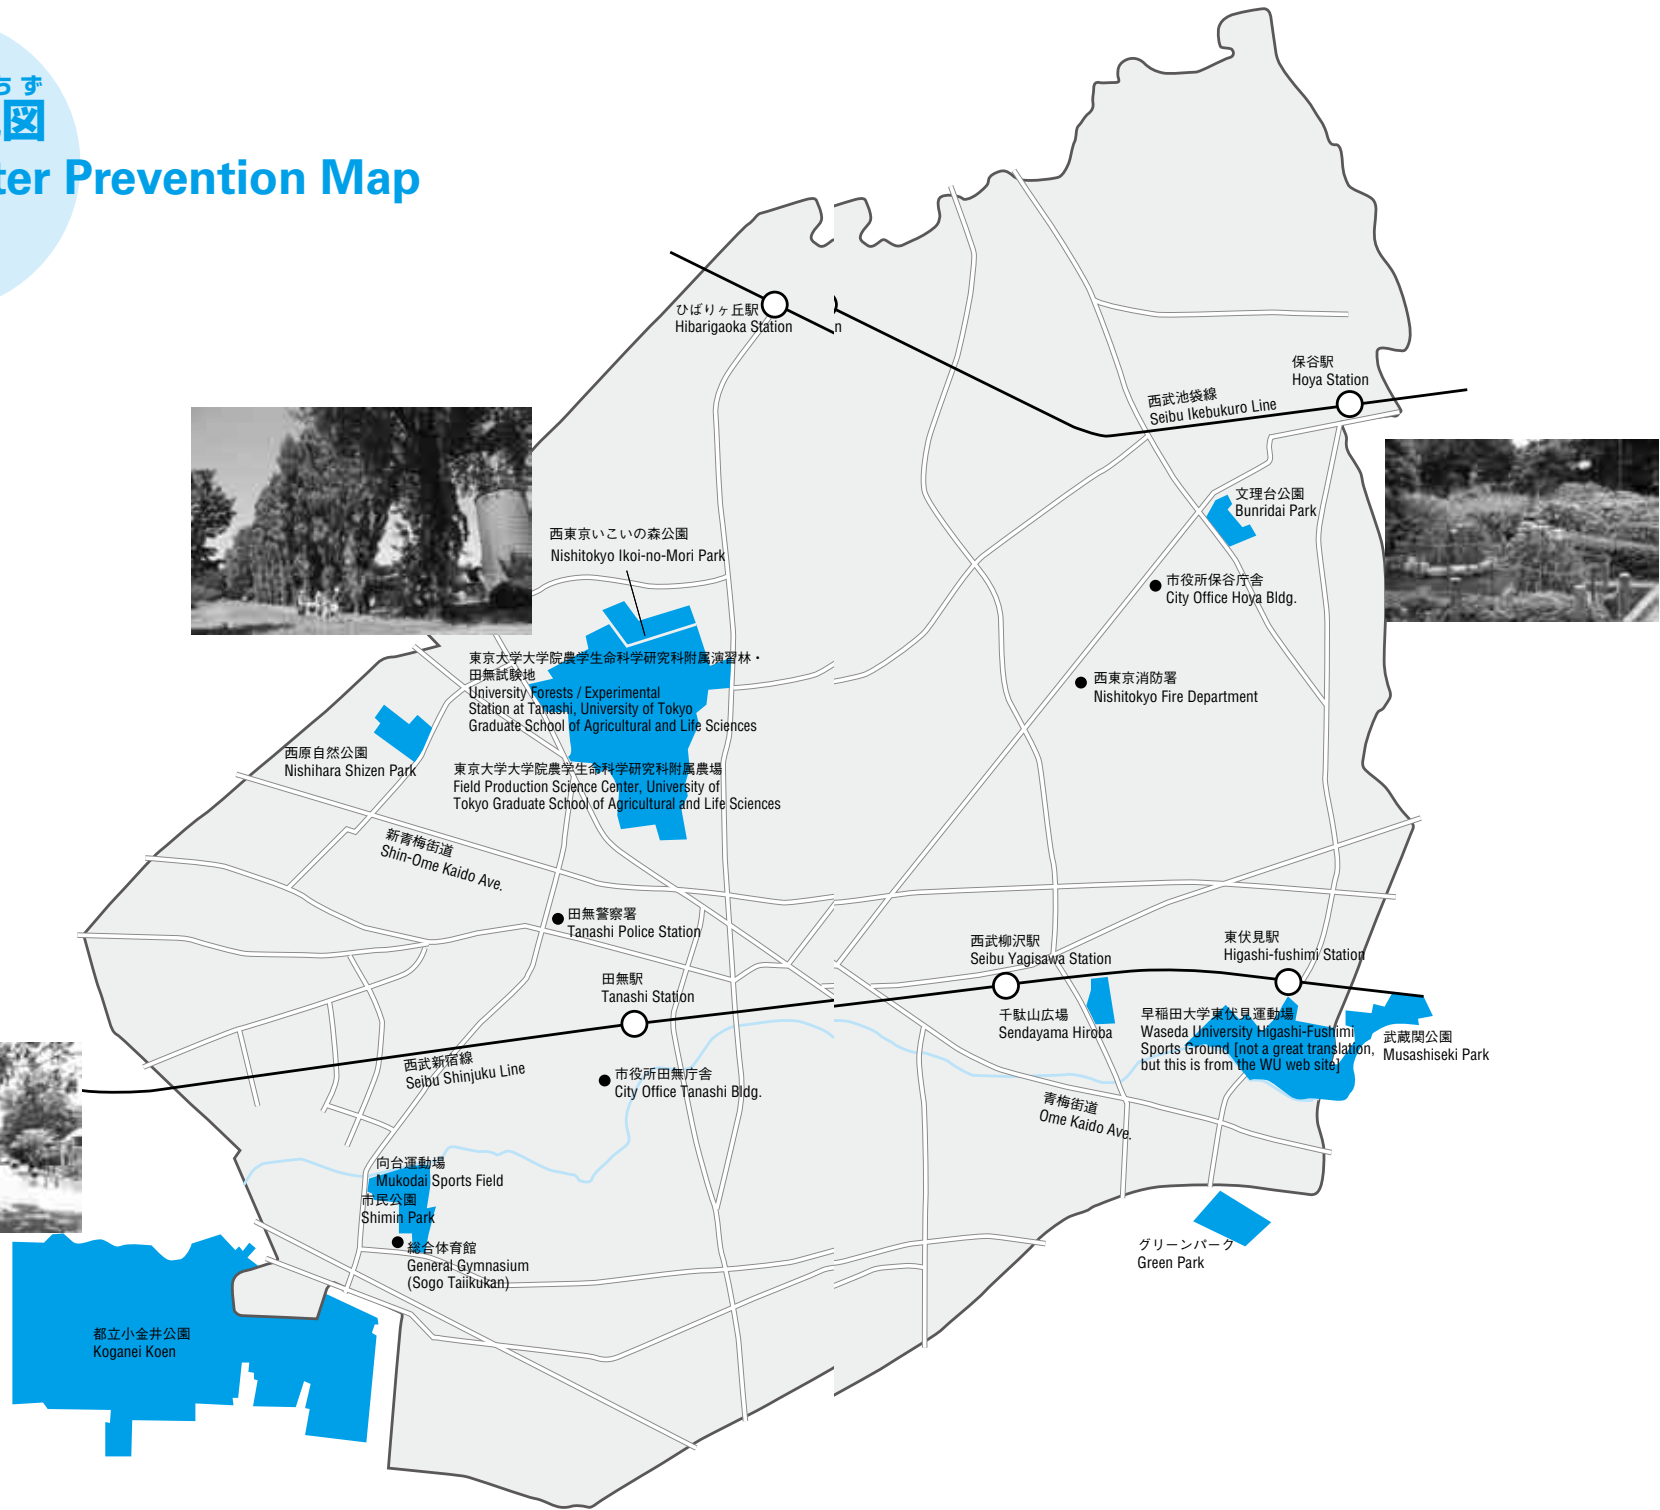 ちず
図
ter Prevention Map
ひばりヶ丘駅
Hibarigaoka Station
n
保谷駅
Hoya Station
西武池袋線
Seibu Ikebukuro Line
文理台公園
Bunridai Park
西東京いこいの森公園
Nishitokyo Ikoi-no-Mori Park
市役所保谷庁舎
City Office Hoya Bldg.
東京大学大学院農学生命科学研究科附属演習林・
田無試験地
University Forests / Experimental
Station at Tanashi, University of Tokyo
Graduate School of Agricultural and Life Sciences
西東京消防署
Nishitokyo Fire Department
西原自然公園
Nishihara Shizen Park
東京大学大学院農学生命科学研究科附属農場
Field Production Science Center, University of
Tokyo Graduate School of Agricultural and Life Sciences
新青梅街道
Shin-Ome Kaido Ave.
田無警察署
Tanashi Police Station
西武柳沢駅
Seibu Yagisawa Station
東伏見駅
Higashi-fushimi Station
田無駅
Tanashi Station
千駄山広場
Sendayama Hiroba
早稲田大学東伏見運動場
Waseda University Higashi-Fushimi
Sports Ground [not a great translation,
but this is from the WU web site]
武蔵関公園
Musashiseki Park
西武新宿線
Seibu Shinjuku Line
市役所田無庁舎
City Office Tanashi Bldg.
青梅街道
Ome Kaido Ave.
向台運動場
Mukodai Sports Field
市民公園
Shimin Park
総合体育館
General Gymnasium
(Sogo Taiikukan)
グリーンパーク
Green Park
都立小金井公園
Koganei Koen